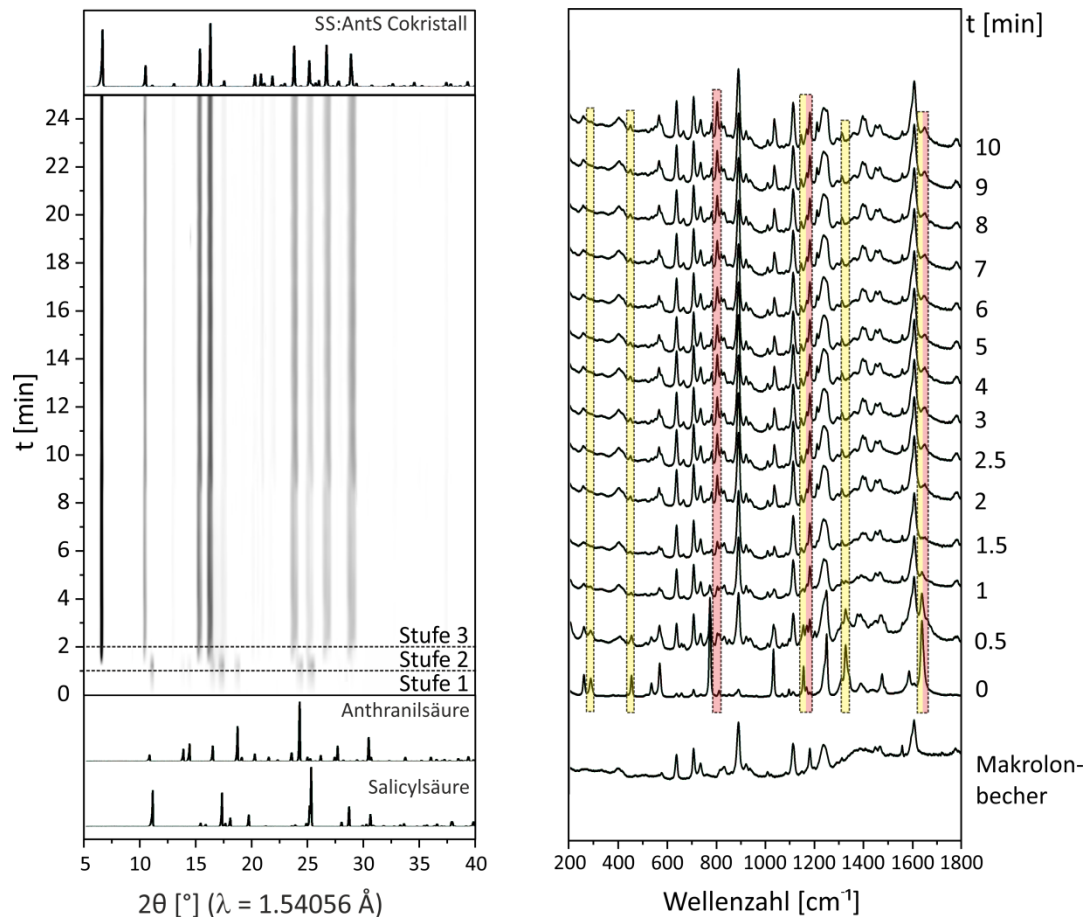 SS:AntS Cokristall
24
22
20
18
16
14
12
10
8
6
4
2
0
t [min]
Stufe 3
Stufe 2
Stufe 1
Anthranilsäure
Salicylsäure
5 10 15 20 25 30 35 40
2θ [°] (λ = 1.54056 Å)
t [min]
10
9
8
7
6
5
4
3
2.5
2
1.5
1
0.5
0
Makrolon-
becher
200 400 600 800 1000 1200 1400 1600 1800
Wellenzahl [cm⁻¹]